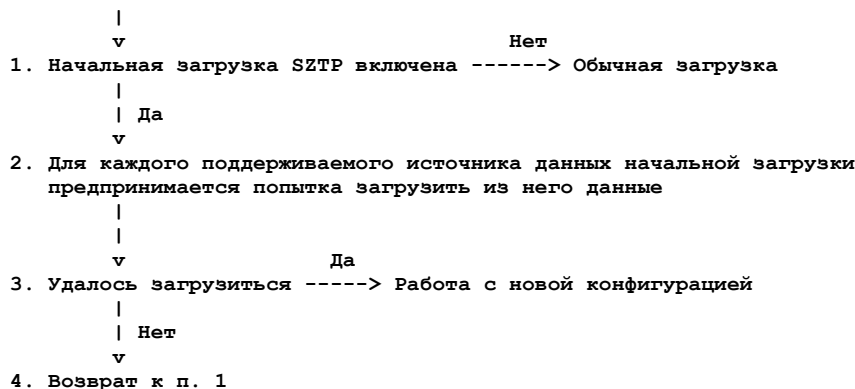 |
v                                        Нет
1. Начальная загрузка SZTP включена ------> Обычная загрузка
|
| Да
v
2. Для каждого поддерживаемого источника данных начальной загрузки
предпринимается попытка загрузить из него данные
|
|
v                    Да
3. Удалось загрузиться -----> Работа с новой конфигурацией
|
| Нет
v
4. Возврат к п. 1